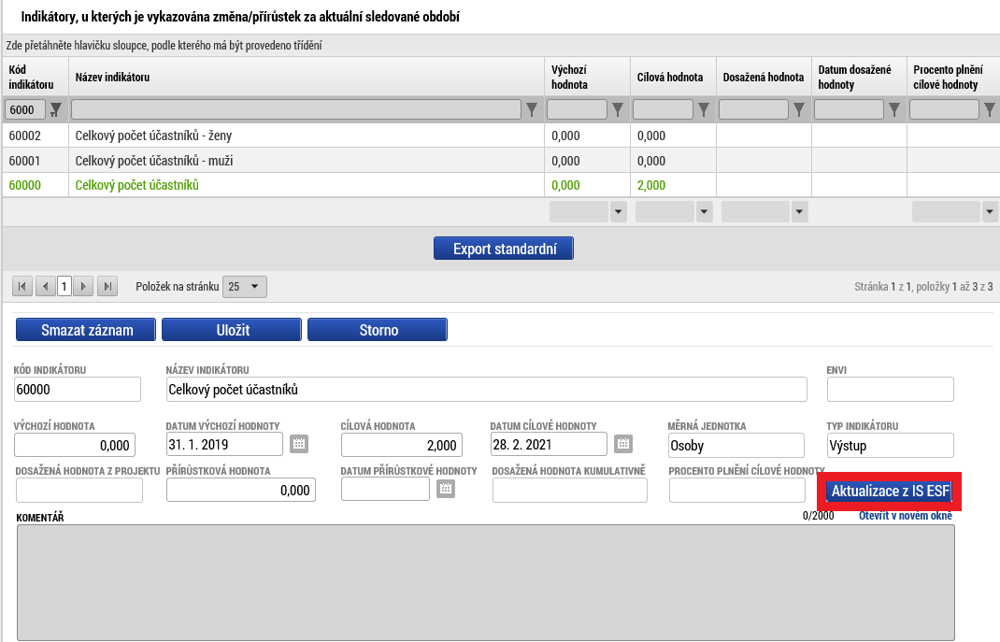 Indikátory, u kterých je vykazována změna/přírůstek za aktuální sledované období
Zde přetáhněte hlavičku sloupce, podle kterého má být provedeno třídění
Kód indikátoru Název indikátoru Výchozí hodnota Cílová hodnota Dosažená hodnota Datum dosažené hodnoty Procento plnění cílové hodnoty
6000
60002 Celkový počet účastníků - ženy 0,000 0,000
60001 Celkový počet účastníků - muži 0,000 0,000
60000 Celkový počet účastníků 0,000 2,000
Export standardní
1 Položek na stránku 25 Stránka 1 z 1, položky 1 až 3 z 3
Smazat záznam Uložit Storno
KÓD INDIKÁTORU NÁZEV INDIKÁTORU ENVI
60000 Celkový počet účastníků
VÝCHOZÍ HODNOTA DATUM VÝCHOZÍ HODNOTY CÍLOVÁ HODNOTA DATUM CÍLOVÉ HODNOTY MĚRNÁ JEDNOTKA TYP INDIKÁTORU
0,000 31. 1. 2019 2,000 28. 2. 2021 Osoby Výstup
DOSAŽENÁ HODNOTA Z PROJEKTU PŘÍRŮSTKOVÁ HODNOTA DATUM PŘÍRŮSTKOVÉ HODNOTY DOSAŽENÁ HODNOTA KUMULATIVNĚ PROCENTO PLNĚNÍ CÍLOVÉ HODNOTY
0,000 Aktualizace z IS ESF
KOMENTÁŘ 0/2000 Otevřít v novém okně